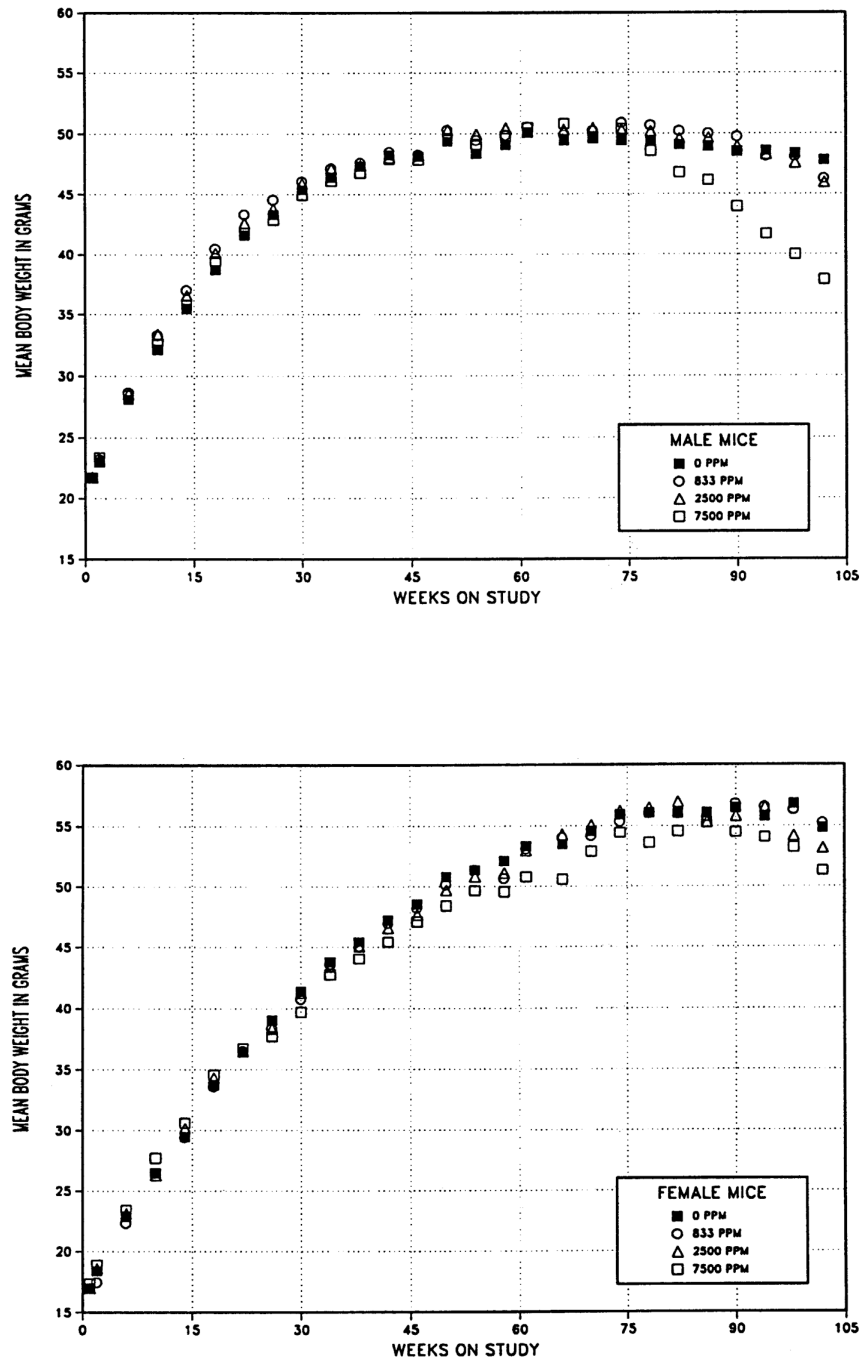 60
55
50
45
40
35
30
25
20
15
MEAN BODY WEIGHT IN GRAMS
MALE MICE
0 PPM
833 PPM
2500 PPM
7500 PPM
0 15 30 45 60 75 90 105
WEEKS ON STUDY
60
55
50
45
40
35
30
25
20
15
MEAN BODY WEIGHT IN GRAMS
FEMALE MICE
0 PPM
833 PPM
2500 PPM
7500 PPM
0 15 30 45 60 75 90 105
WEEKS ON STUDY